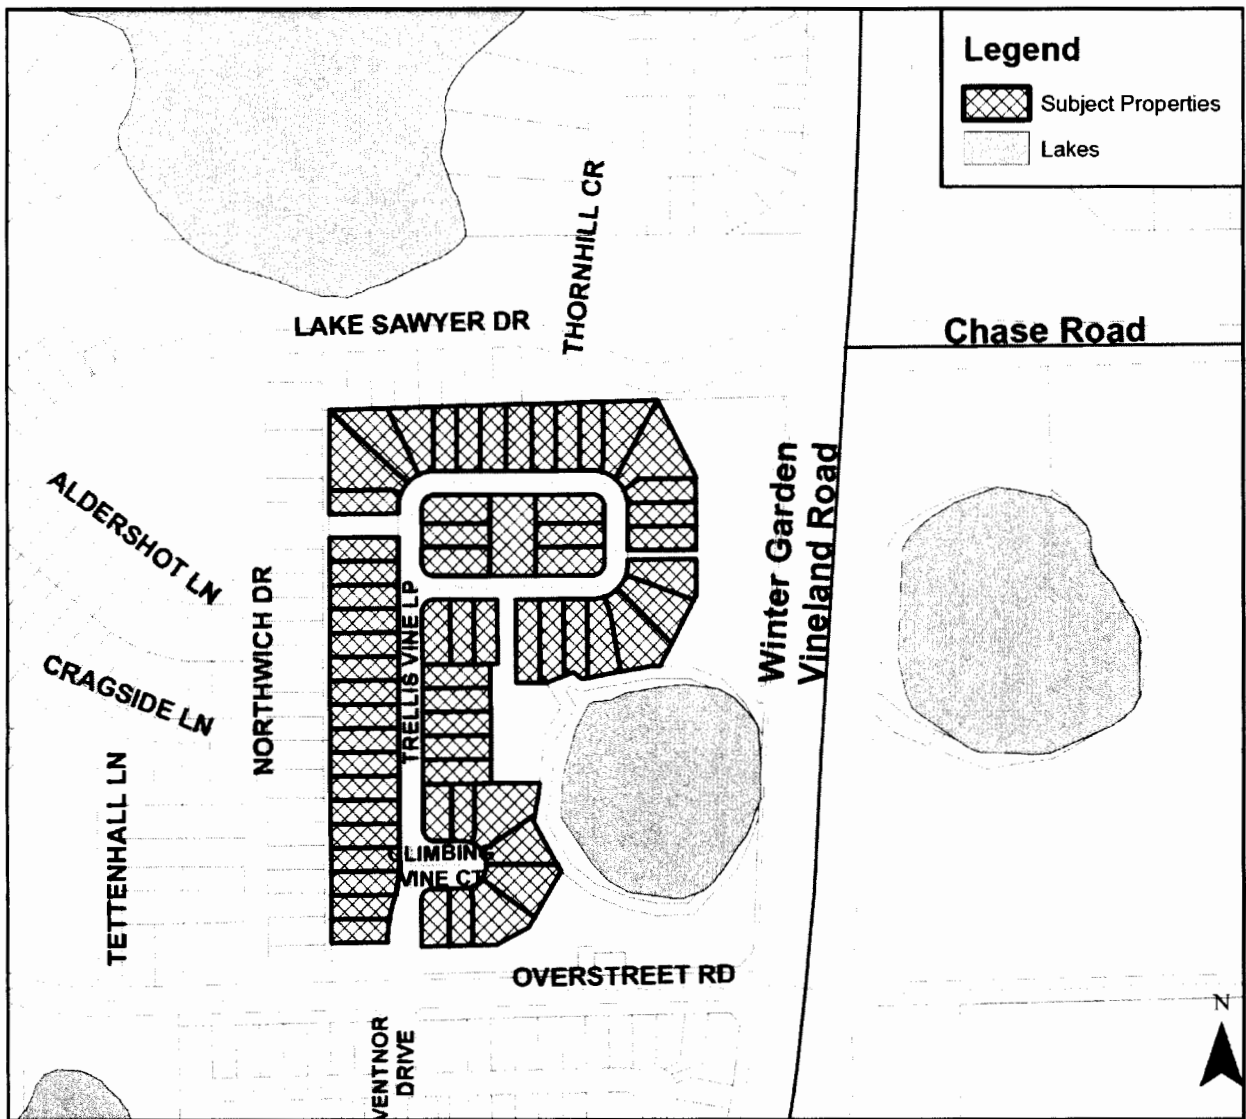 Legend
Subject Properties
Lakes
THORNHILL CR
LAKE SAWYER DR
Chase Road
ALDERSHOT LN
NORTHWICH DR
TRELLIS VINE LP
Winter Garden
Vineland Road
CRAGSIDE LN
TETTENHALL LN
CLIMBING
VINE CT
OVERSTREET RD
VENTNOR
DRIVE
N